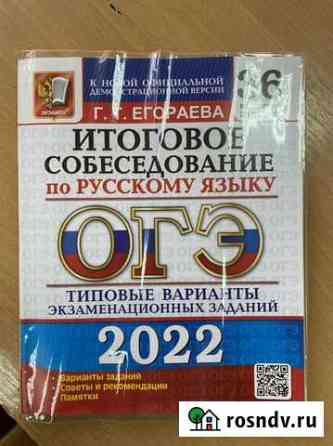 К НОВОЙ ОФИЦИАЛЬНОЙ
ДЕМОНСТРАЦИОННОЙ ВЕРСИИ
36
ЭКЗАМЕН
Г. Т. ЕГОРАЕВА
ИТОГОВОЕ
СОБЕСЕДОВАНИЕ
ПО РУССКОМУ ЯЗЫКУ
ОГЭ
ТИПОВЫЕ ВАРИАНТЫ
ЭКЗАМЕНАЦИОННЫХ ЗАДАНИЙ
2022
Варианты заданий
Советы и рекомендации
Памятки
rosndv.ru